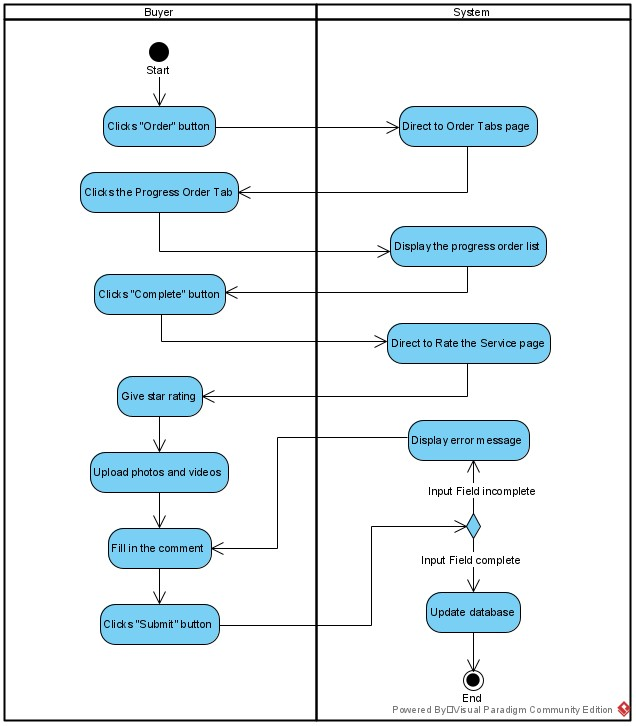 Buyer
System
Start
Clicks "Order" button
Direct to Order Tabs page
Clicks the Progress Order Tab
Display the progress order list
Clicks "Complete" button
Direct to Rate the Service page
Give star rating
Display error message
Upload photos and videos
Input Field incomplete
Fill in the comment
Input Field complete
Clicks "Submit" button
Update database
End
Powered By Visual Paradigm Community Edition